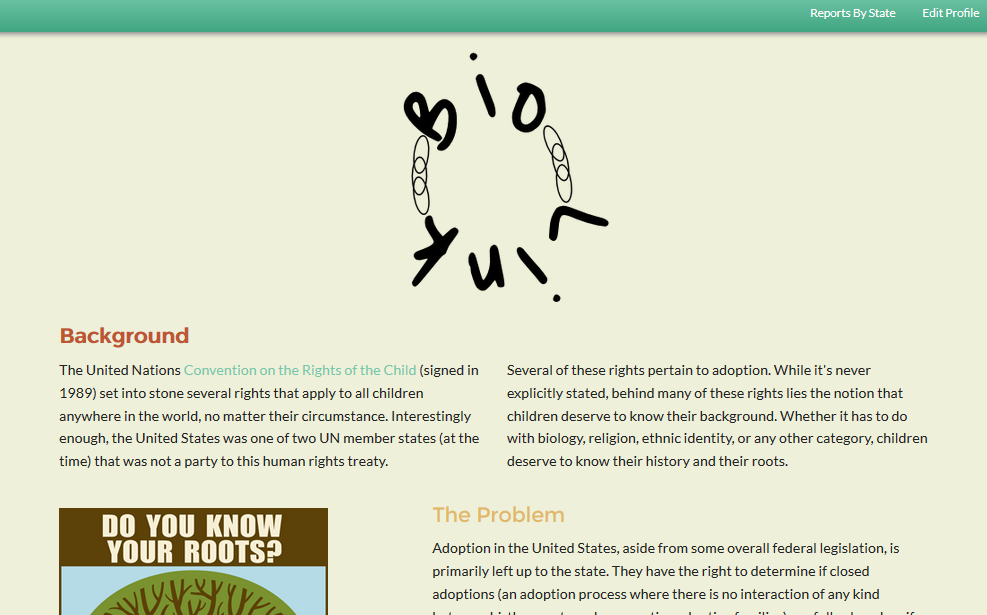 Reports By State Edit Profile
Bio
Link
Background
The United Nations Convention on the Rights of the Child (signed in
1989) set into stone several rights that apply to all children
anywhere in the world, no matter their circumstance. Interestingly
enough, the United States was one of two UN member states (at the
time) that was not a party to this human rights treaty.
Several of these rights pertain to adoption. While it's never
explicitly stated, behind many of these rights lies the notion that
children deserve to know their background. Whether it has to do
with biology, religion, ethnic identity, or any other category, children
deserve to know their history and their roots.
DO YOU KNOW
YOUR ROOTS?
The Problem
Adoption in the United States, aside from some overall federal legislation, is
primarily left up to the state. They have the right to determine if closed
adoptions (an adoption process where there is no interaction of any kind